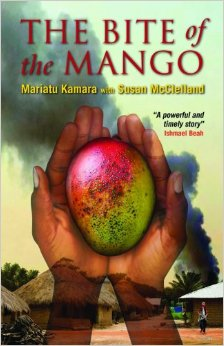 THE BITE of
the MANGO
Mariatu Kamara with Susan McClelland
"A powerful and
timely story"
Ishmael Beah